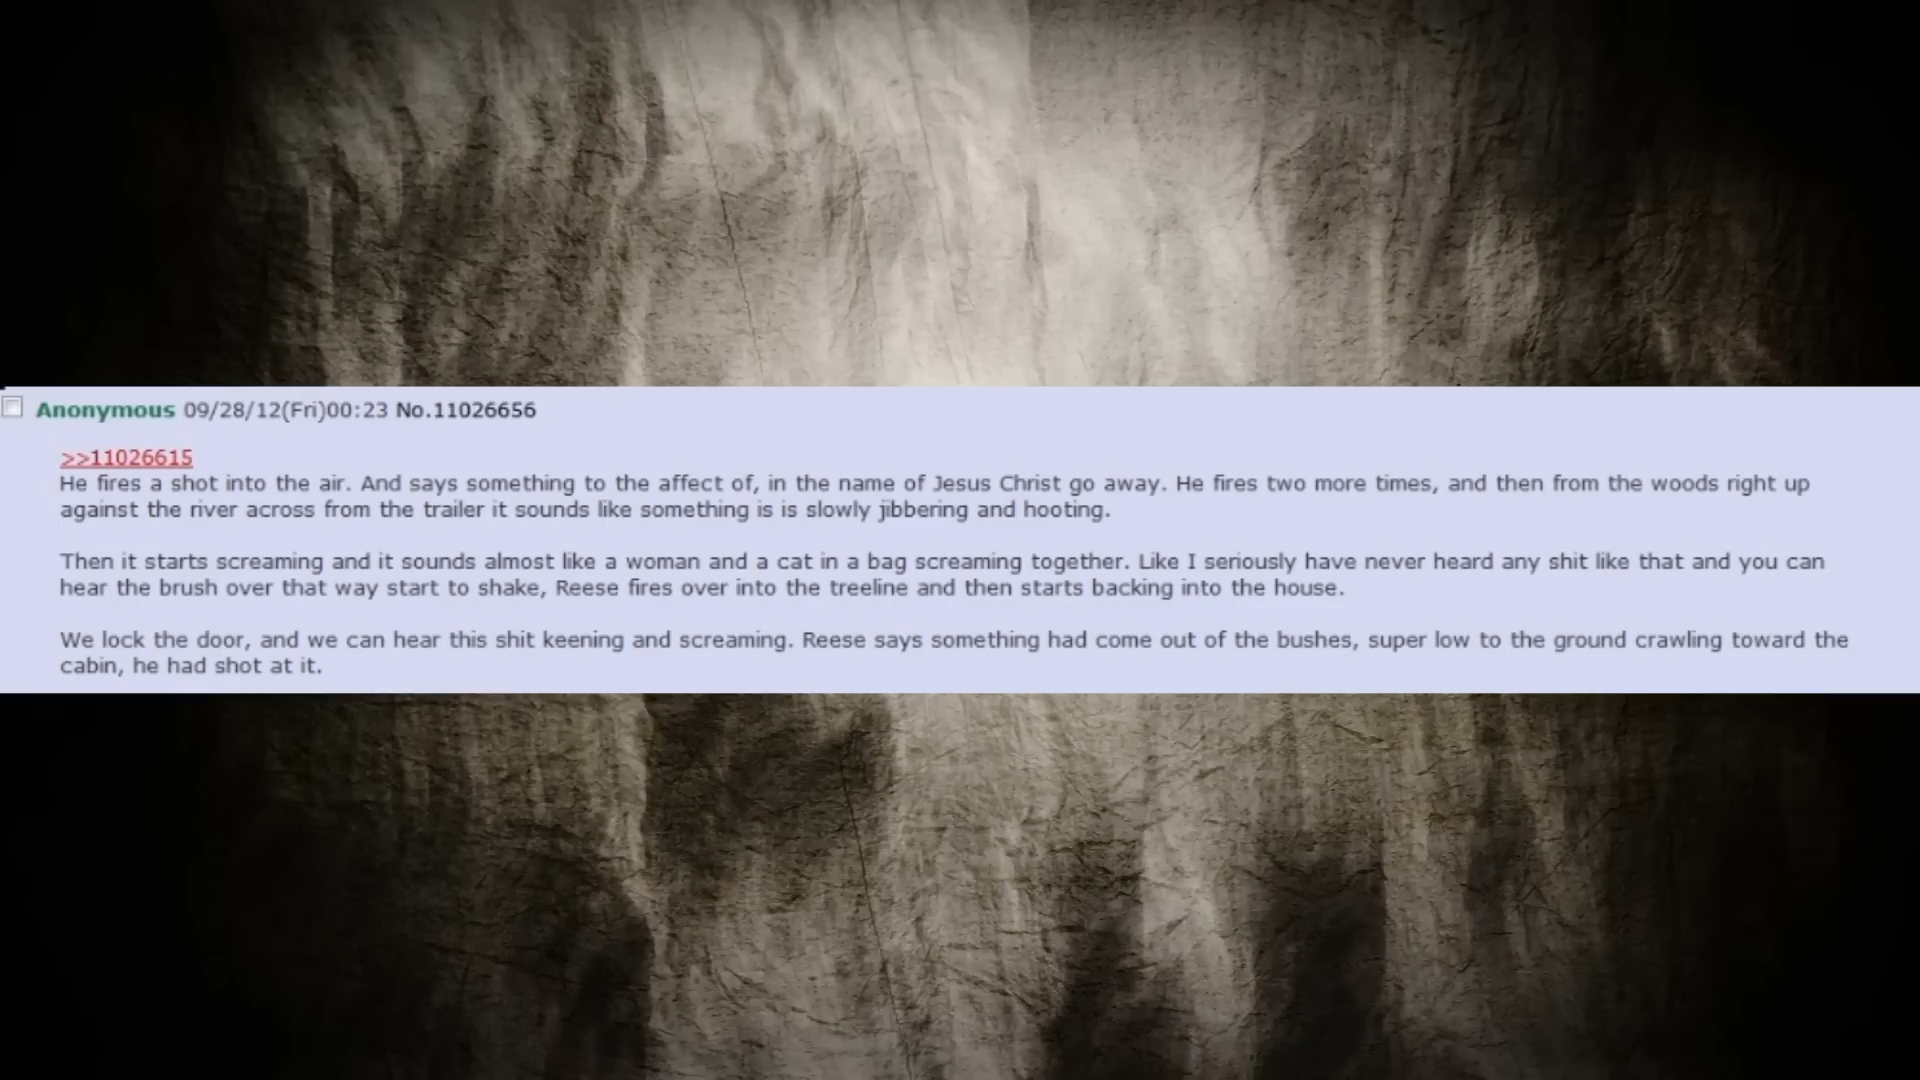 Anonymous 09/28/12(Fri)00:23 No.11026656
>>11026615
He fires a shot into the air. And says something to the affect of, in the name of Jesus Christ go away. He fires two more times, and then from the woods right up
against the river across from the trailer it sounds like something is is slowly jibbering and hooting.
Then it starts screaming and it sounds almost like a woman and a cat in a bag screaming together. Like I seriously have never heard any shit like that and you can
hear the brush over that way start to shake, Reese fires over into the treeline and then starts backing into the house.
We lock the door, and we can hear this shit keening and screaming. Reese says something had come out of the bushes, super low to the ground crawling toward the
cabin, he had shot at it.